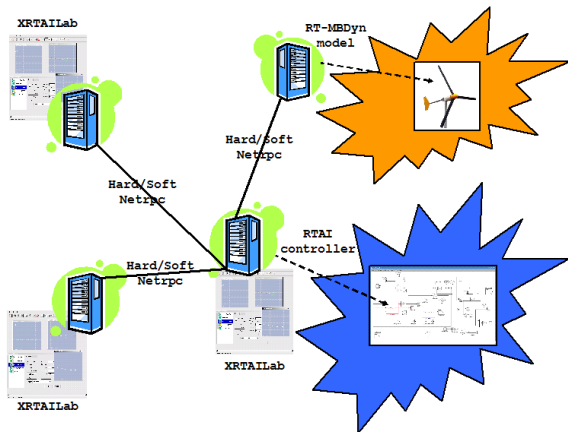 XRTAILab
RT-MBDyn
model
Hard/Soft
Netrpc
Hard/Soft
Netrpc
RTAI
controller
Hard/Soft
Netrpc
XRTAILab
XRTAILab